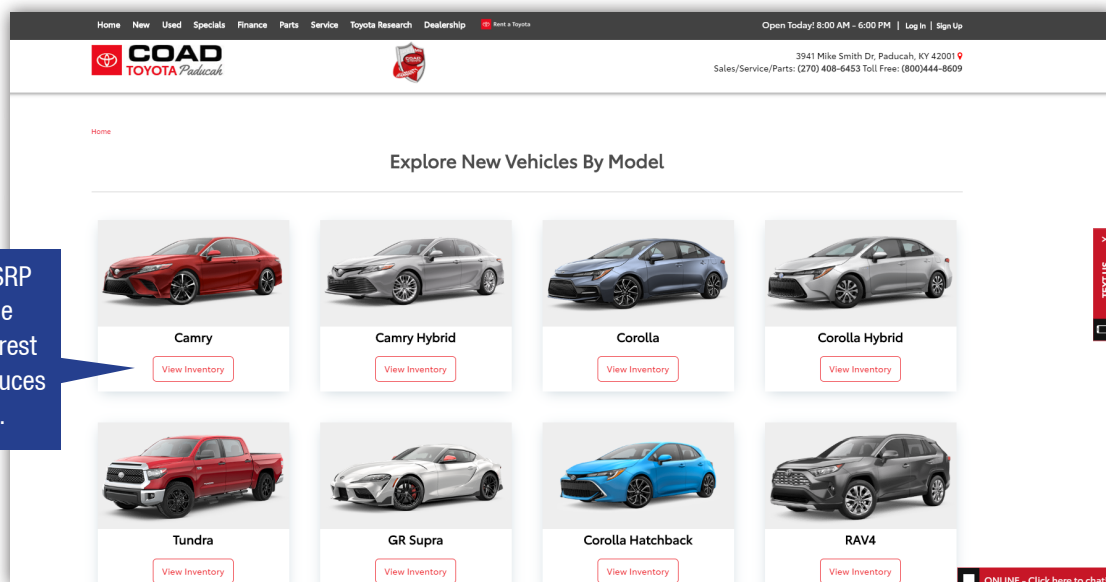 Home New Used Specials Finance Parts Service Toyota Research Dealership Rent a Toyota Open Today! 8:00 AM - 6:00 PM | Log In | Sign Up
COAD
TOYOTA Paducah
COAD
3941 Mike Smith Dr, Paducah, KY 42001
Sales/Service/Parts: (270) 408-6453 Toll Free: (800)444-8609
Home
Explore New Vehicles By Model
SRP
e
rest
uces
.
Camry Camry Hybrid Corolla Corolla Hybrid
View Inventory View Inventory View Inventory View Inventory
TEXT US
Tundra GR Supra Corolla Hatchback RAV4
View Inventory View Inventory View Inventory View Inventory
ONLINE - Click here to chat